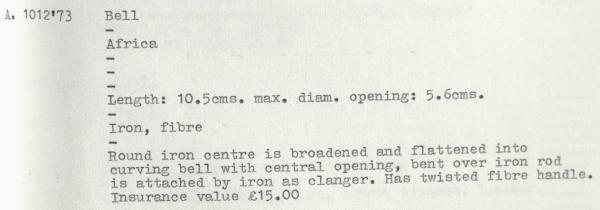 A. 1012'73 Bell
-
Africa
-
-
-
Length: 10.5cms. max. diam. opening: 5.6cms.
-
Iron, fibre
-
Round iron centre is broadened and flattened into
curving bell with central opening, bent over iron rod
is attached by iron as clanger. Has twisted fibre handle.
Insurance value £15.00